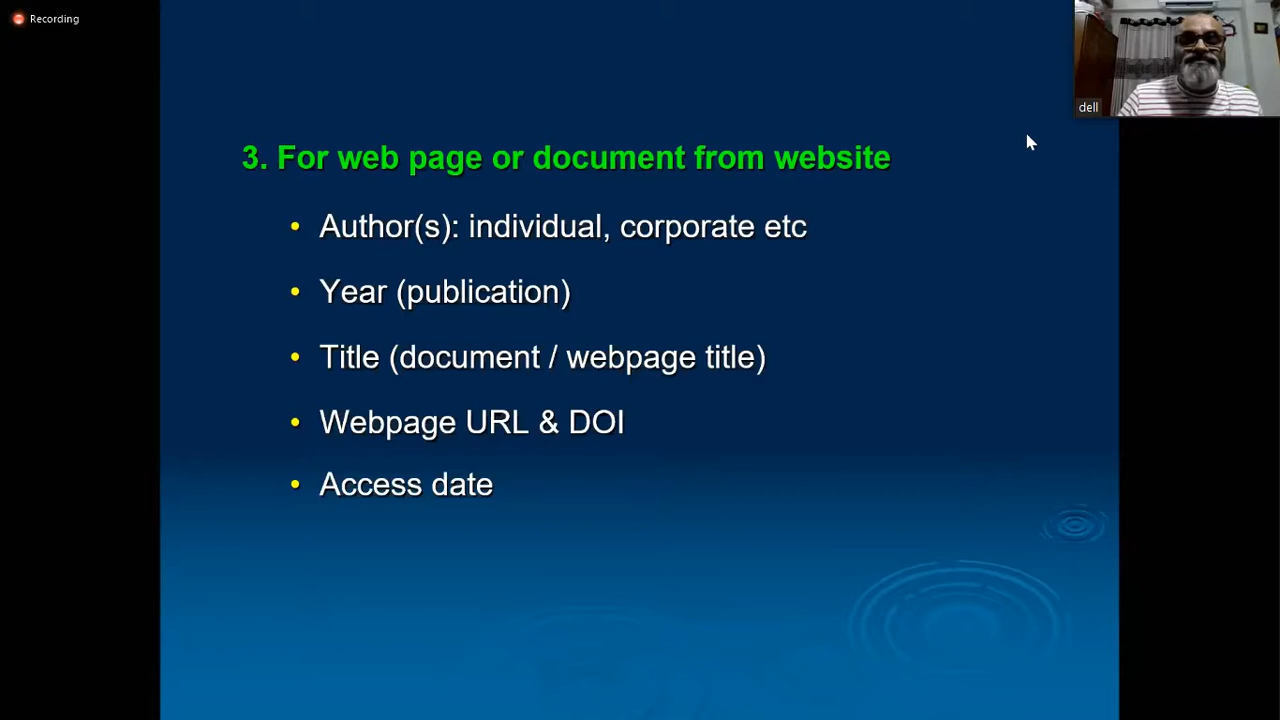 Recording
dell
3. For web page or document from website
• Author(s): individual, corporate etc
• Year (publication)
• Title (document / webpage title)
• Webpage URL & DOI
• Access date